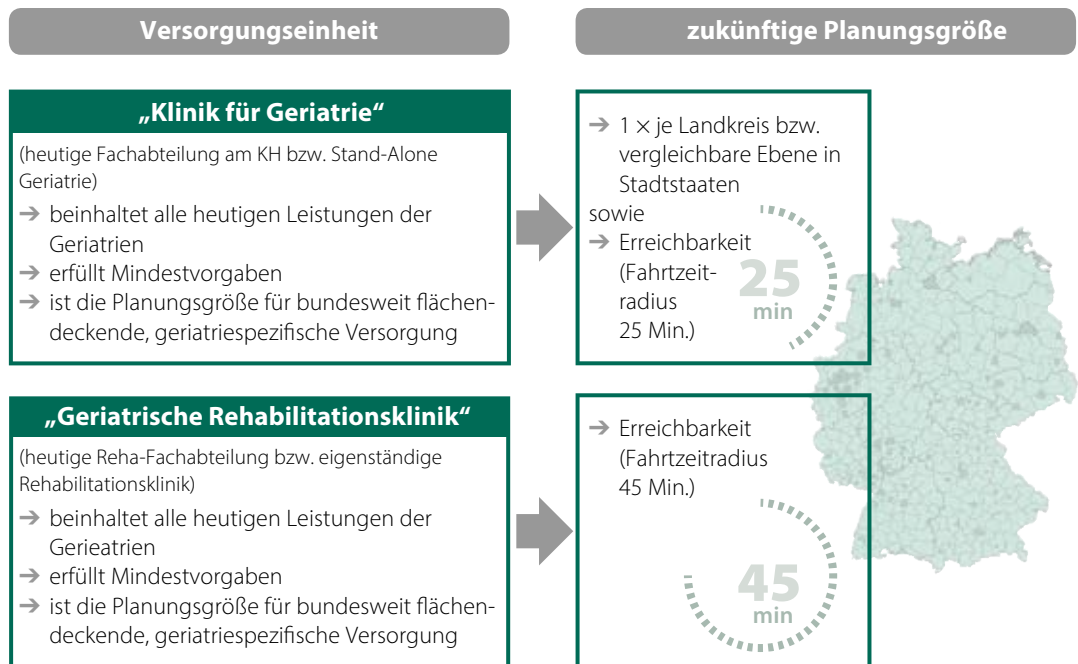 Versorgungseinheit
zukünftige Planungsgröße
„Klinik für Geriatrie“
(heutige Fachabteilung am KH bzw. Stand-Alone
Geriatrie)
➔ beinhaltet alle heutigen Leistungen der
Geriatrien
➔ erfüllt Mindestvorgaben
➔ ist die Planungsgröße für bundesweit flächen-
deckende, geriatriespezifische Versorgung
➔ 1 × je Landkreis bzw.
vergleichbare Ebene in
Stadtstaaten
sowie
➔ Erreichbarkeit
(Fahrtzeit-
radius
25 Min.)
25
min
„Geriatrische Rehabilitationsklinik“
(heutige Reha-Fachabteilung bzw. eigenständige
Rehabilitationsklinik)
➔ beinhaltet alle heutigen Leistungen der
Gerieatrien
➔ erfüllt Mindestvorgaben
➔ ist die Planungsgröße für bundesweit flächen-
deckende, geriatriespezifische Versorgung
➔ Erreichbarkeit
(Fahrtzeitradius
45 Min.)
45
min